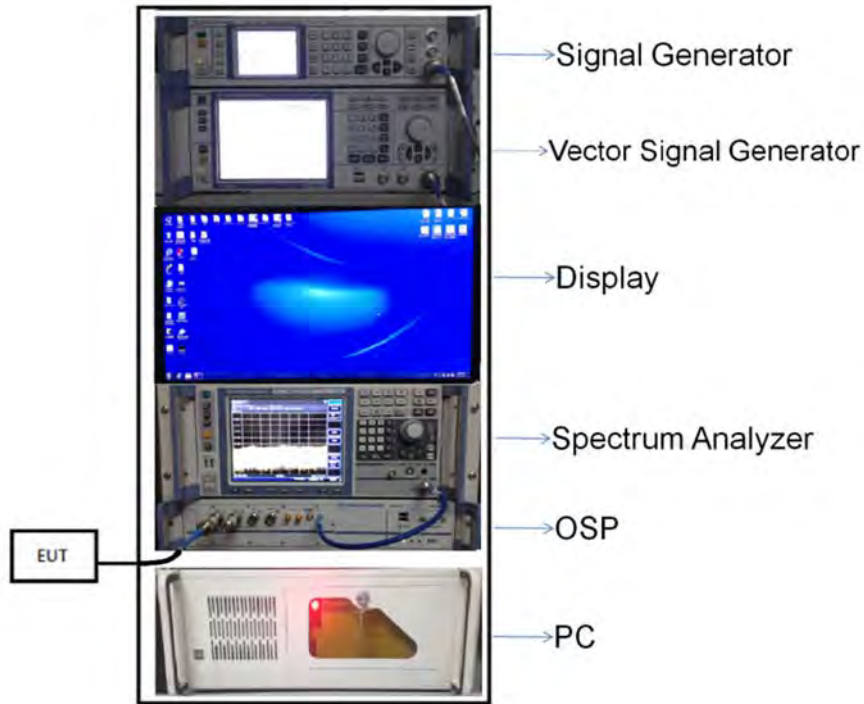 Signal Generator
Vector Signal Generator
Display
Spectrum Analyzer
OSP
EUT
PC